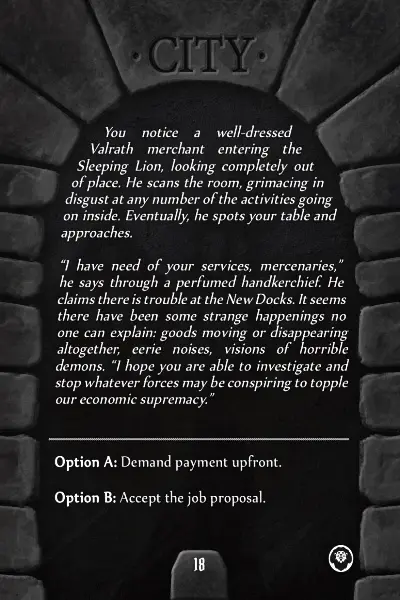 · CITY ·
You notice a well-dressed
Valrath merchant entering the
Sleeping Lion, looking completely out
of place. He scans the room, grimacing in
disgust at any number of the activities going
on inside. Eventually, he spots your table and
approaches.
“I have need of your services, mercenaries,”
he says through a perfumed handkerchief. He
claims there is trouble at the New Docks. It seems
there have been some strange happenings no
one can explain: goods moving or disappearing
altogether, eerie noises, visions of horrible
demons. “I hope you are able to investigate and
stop whatever forces may be conspiring to topple
our economic supremacy.”
Option A: Demand payment upfront.
Option B: Accept the job proposal.
18